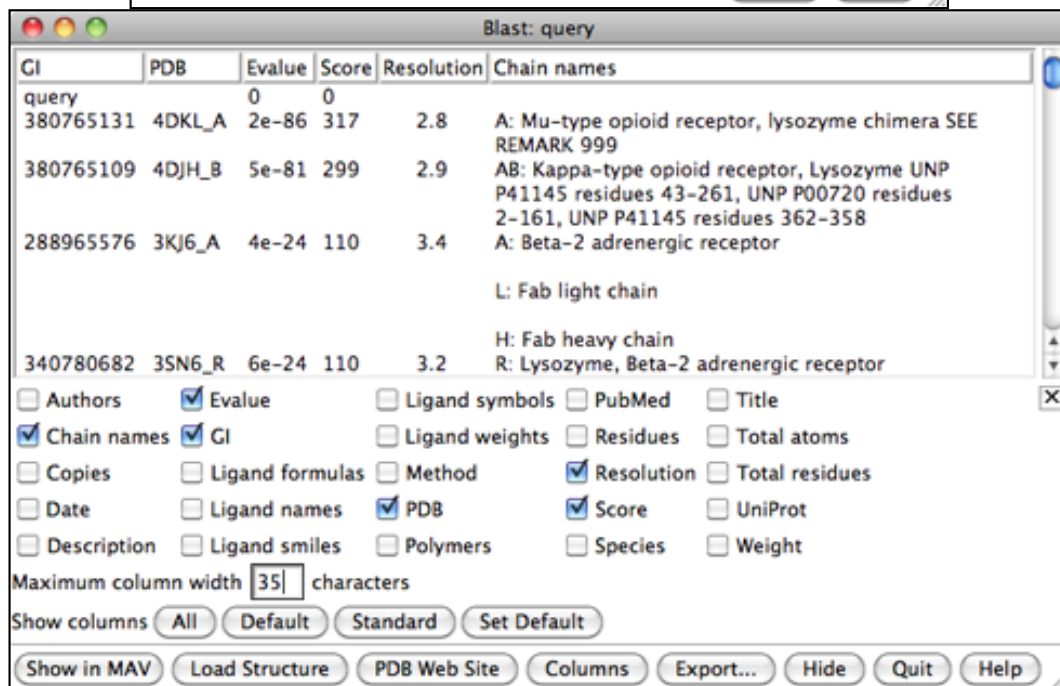 Blast: query
GI PDB Evalue Score Resolution Chain names
query 0 0
380765131 4DKL_A 2e-86 317 2.8 A: Mu-type opioid receptor, lysozyme chimera SEE
REMARK 999
380765109 4DJH_B 5e-81 299 2.9 AB: Kappa-type opioid receptor, Lysozyme UNP
P41145 residues 43-261, UNP P00720 residues
2-161, UNP P41145 residues 362-358
288965576 3KJ6_A 4e-24 110 3.4 A: Beta-2 adrenergic receptor
L: Fab light chain
H: Fab heavy chain
340780682 3SN6_R 6e-24 110 3.2 R: Lysozyme, Beta-2 adrenergic receptor
Authors Evalue Ligand symbols PubMed Title
Chain names GI Ligand weights Residues Total atoms
Copies Ligand formulas Method Resolution Total residues
Date Ligand names PDB Score UniProt
Description Ligand smiles Polymers Species Weight
Maximum column width 35 characters
Show columns All Default Standard Set Default
Show in MAV Load Structure PDB Web Site Columns Export... Hide Quit Help